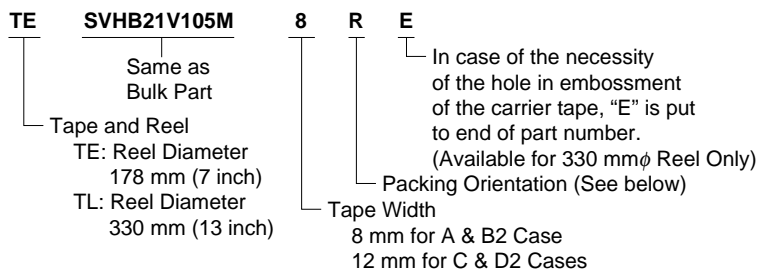 TE SVHB21V105M 8 R E
Same as
Bulk Part
In case of the necessity
of the hole in embossment
of the carrier tape, “E” is put
to end of part number.
(Available for 330 mmφ Reel Only)
Tape and Reel
TE: Reel Diameter
178 mm (7 inch)
TL: Reel Diameter
330 mm (13 inch)
Packing Orientation (See below)
Tape Width
8 mm for A & B2 Case
12 mm for C & D2 Cases